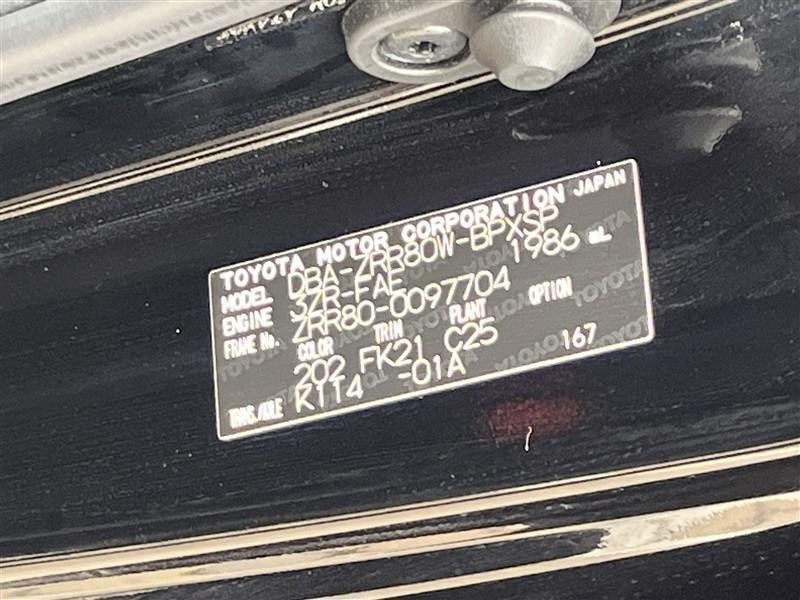 TOYOTA MOTOR CORPORATION JAPAN
MODEL DBA-ZRR80W-BPXSP
ENGINE 3ZR-FAE 1986 mL
FRAME No. ZRR80-0097704
COLOR TRIM PLANT OPTION
202 FK21 C25
TRANS./AXLE K114 -01A 167